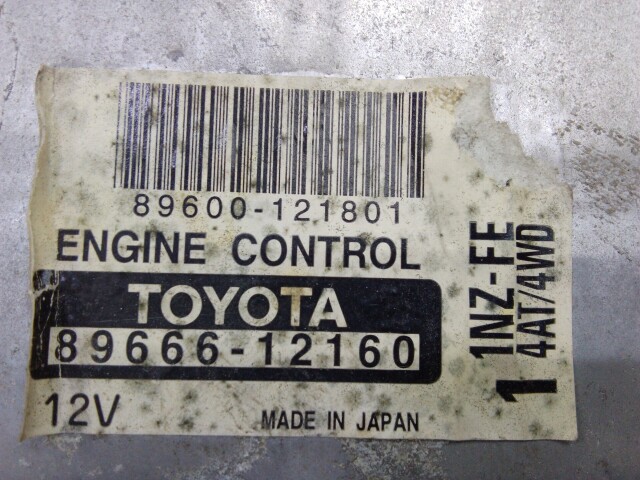 89600-121801
ENGINE CONTROL
TOYOTA
89666-12160
12V MADE IN JAPAN
1 1NZ-FE
4AT/4WD